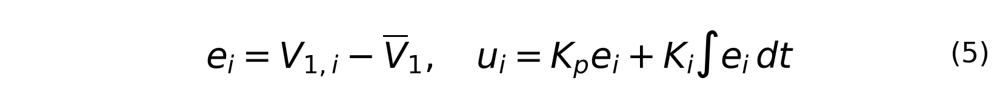 e_i = V_{1,i} − \overline{V}_1,  u_i = K_p e_i + K_i ∫ e_i dt  (5)